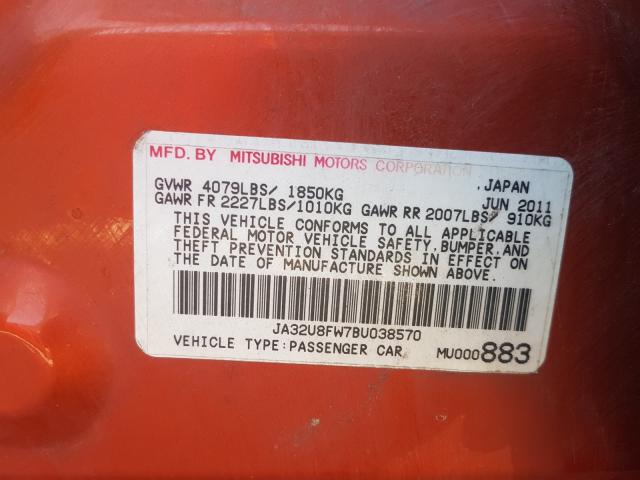 MFD. BY MITSUBISHI MOTORS CORPORATION
JAPAN
GVWR 4079LBS/ 1850KG JUN 2011
GAWR FR 2227LBS/1010KG GAWR RR 2007LBS/ 910KG
THIS VEHICLE CONFORMS TO ALL APPLICABLE
FEDERAL MOTOR VEHICLE SAFETY, BUMPER, AND
THEFT PREVENTION STANDARDS IN EFFECT ON
THE DATE OF MANUFACTURE SHOWN ABOVE.
JA32U8FW7BU038570
VEHICLE TYPE:PASSENGER CAR MU000883